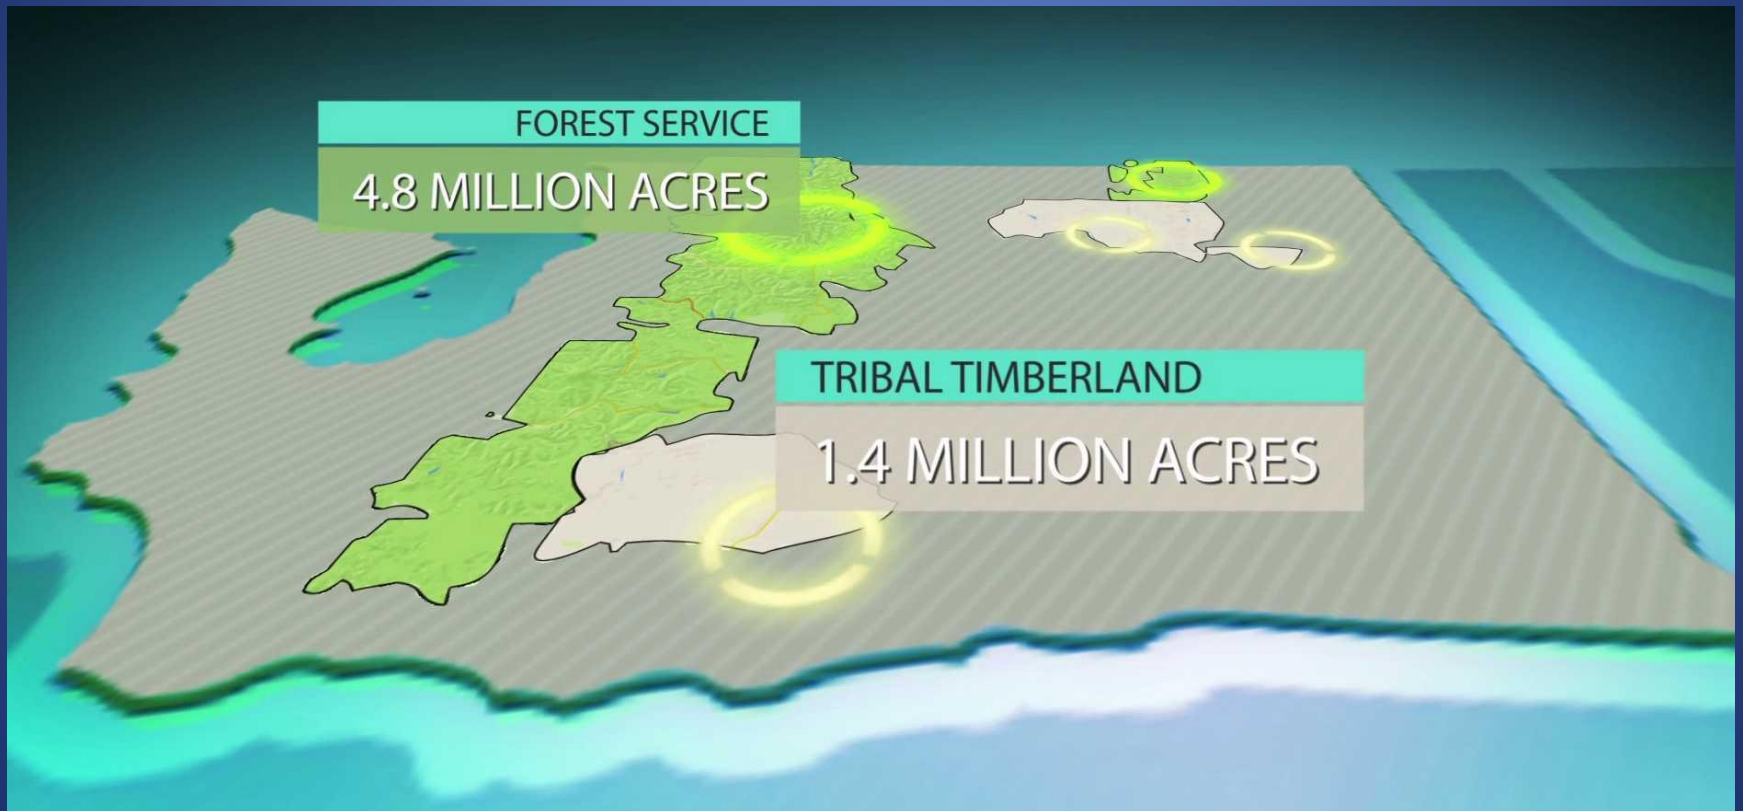 FOREST SERVICE
4.8 MILLION ACRES
TRIBAL TIMBERLAND
1.4 MILLION ACRES